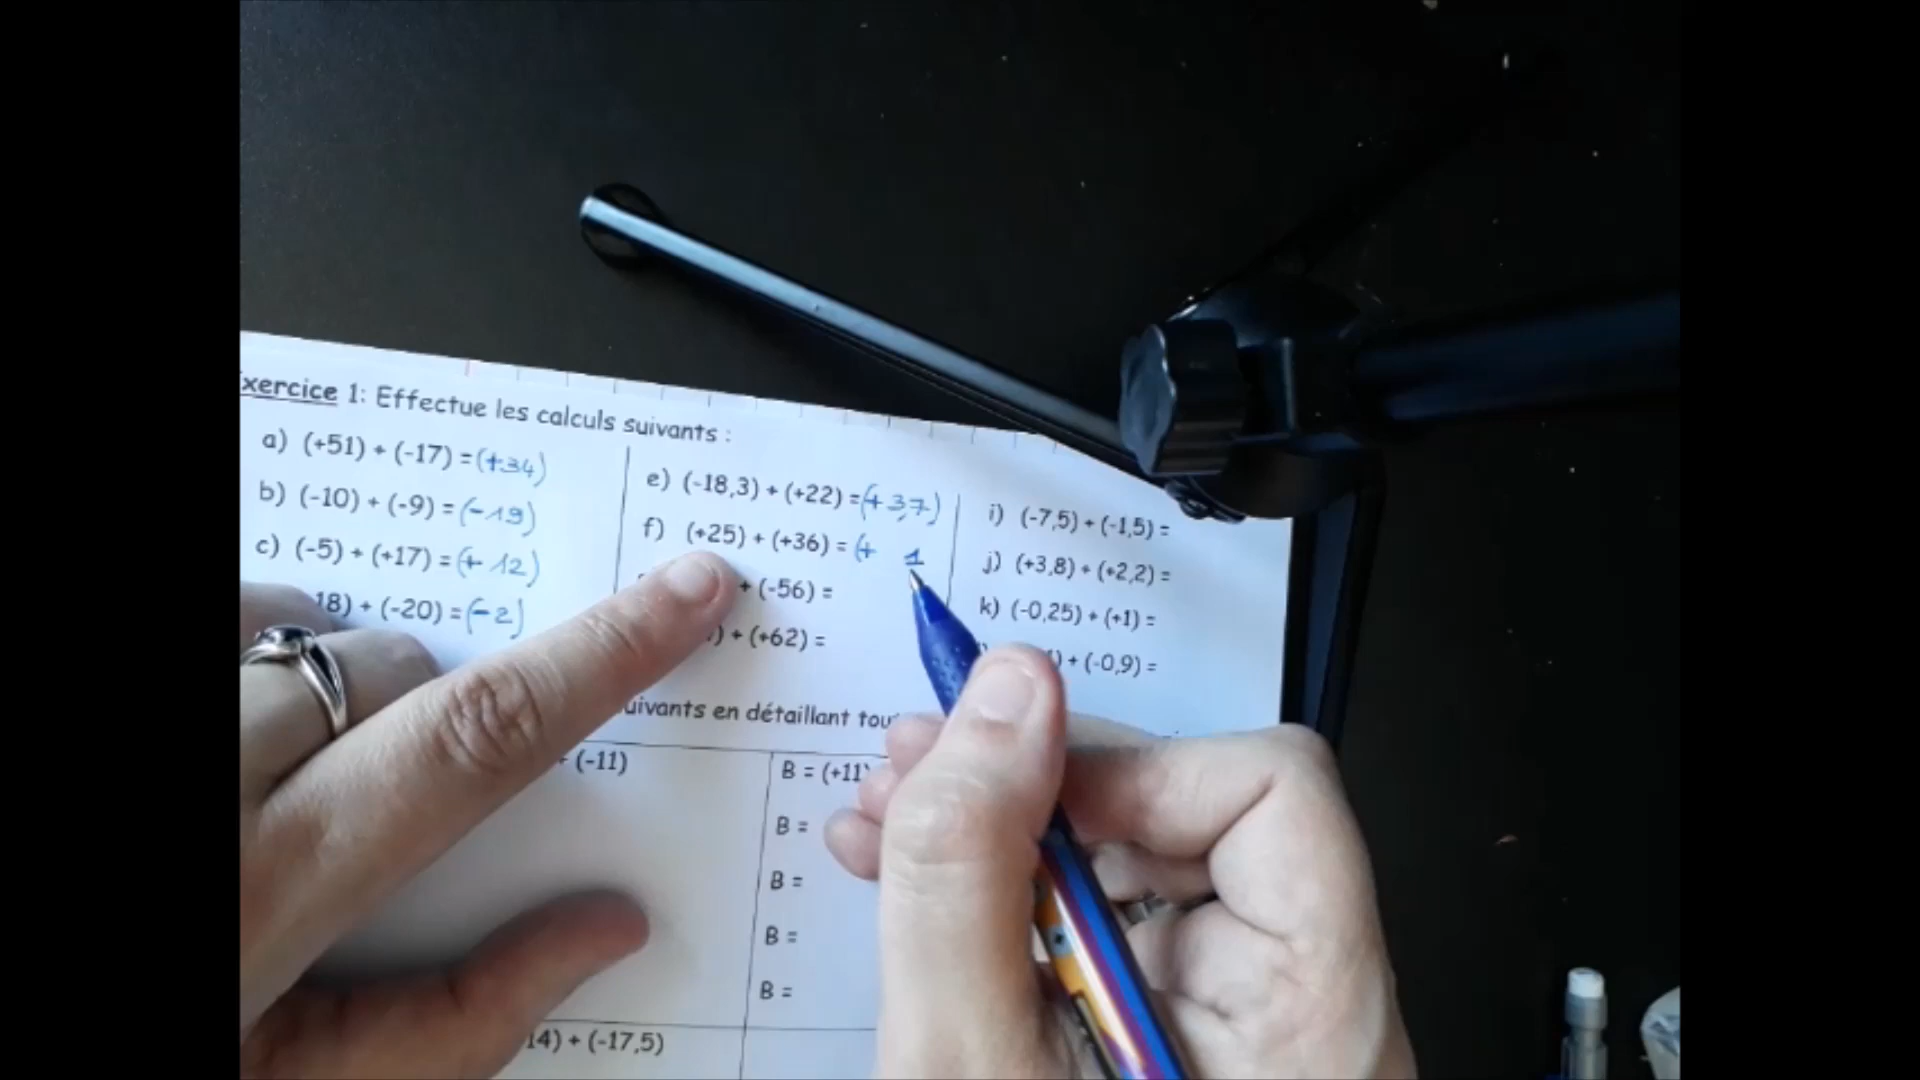 xercice 1: Effectue les calculs suivants :
a) (+51) + (-17) = (+34)
b) (-10) + (-9) = (-19)
c) (-5) + (+17) = (+12)
18) + (-20) = (-2)
e) (-18,3) + (+22) = (+3,7)
f) (+25) + (+36) = (+ 1
+ (-56) =
) + (+62) =
i) (-7,5) + (-1,5) =
j) (+3,8) + (+2,2) =
k) (-0,25) + (+1) =
) + (-0,9) =
uivants en détaillant tou
+ (-11)
B = (+11)
B =
B =
B =
B =
14) + (-17,5)